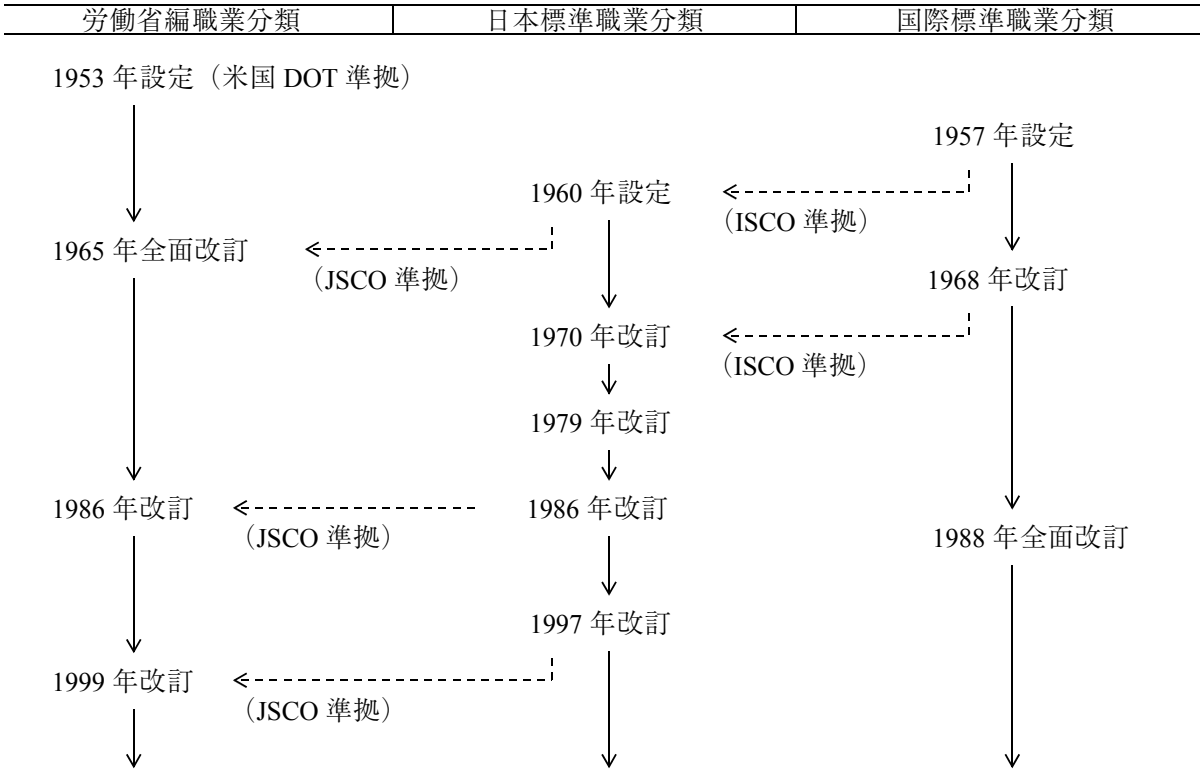 労働省編職業分類 日本標準職業分類 国際標準職業分類
1953 年設定（米国 DOT 準拠）
1957 年設定
1960 年設定
（ISCO 準拠）
1965 年全面改訂
（JSCO 準拠）
1968 年改訂
1970 年改訂
（ISCO 準拠）
1979 年改訂
1986 年改訂 1986 年改訂
（JSCO 準拠）
1988 年全面改訂
1997 年改訂
1999 年改訂
（JSCO 準拠）